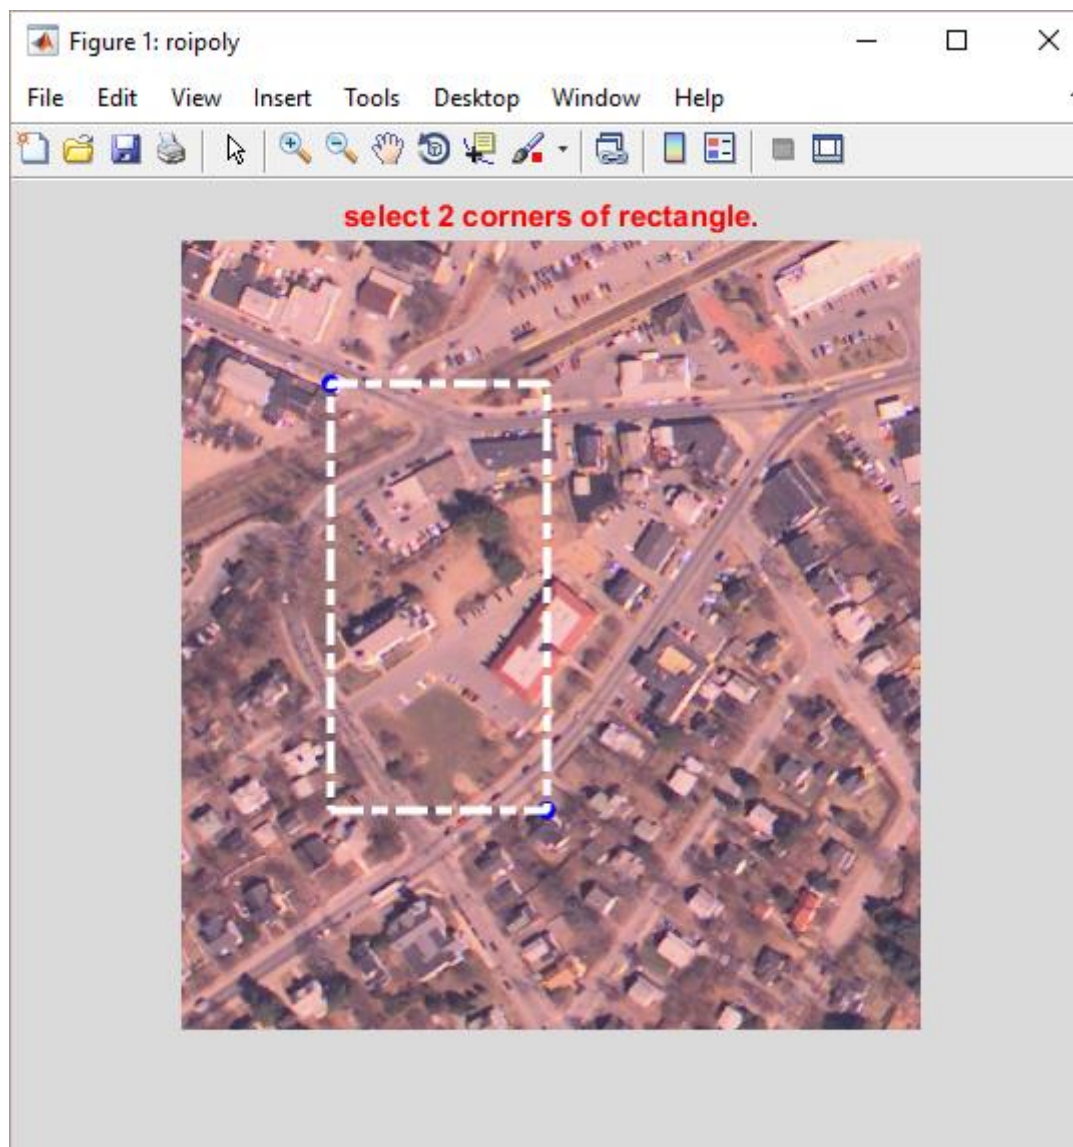 Figure 1: roipoly
File Edit View Insert Tools Desktop Window Help
select 2 corners of rectangle.